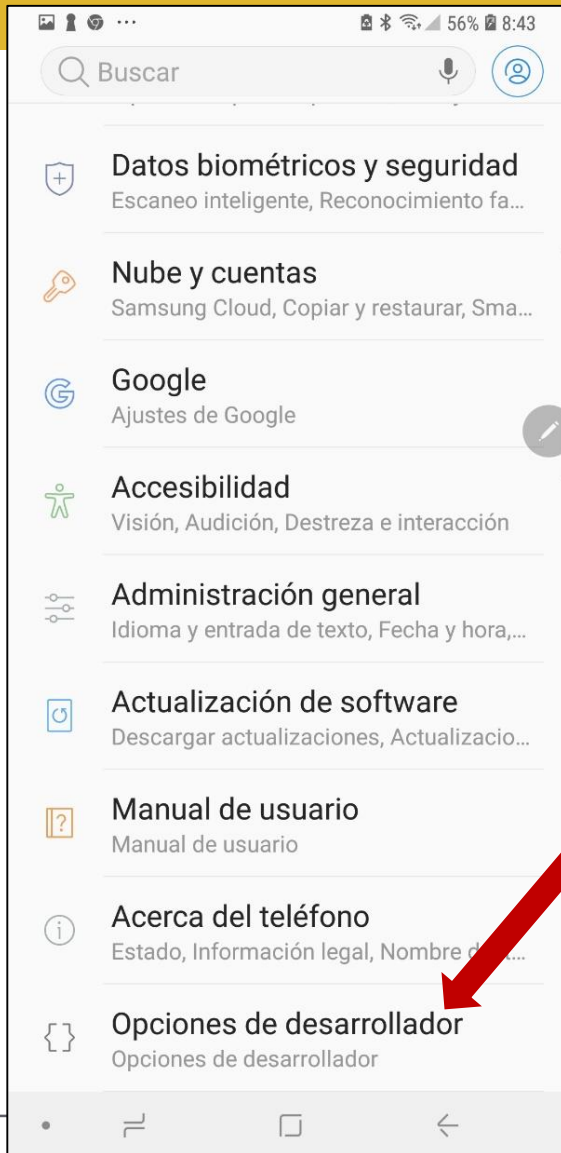 56% 8:43
Buscar
Datos biométricos y seguridad
Escaneo inteligente, Reconocimiento fa...
Nube y cuentas
Samsung Cloud, Copiar y restaurar, Sma...
Google
Ajustes de Google
Accesibilidad
Visión, Audición, Destreza e interacción
Administración general
Idioma y entrada de texto, Fecha y hora,...
Actualización de software
Descargar actualizaciones, Actualizacio...
Manual de usuario
Manual de usuario
Acerca del teléfono
Estado, Información legal, Nombre
Opciones de desarrollador
Opciones de desarrollador